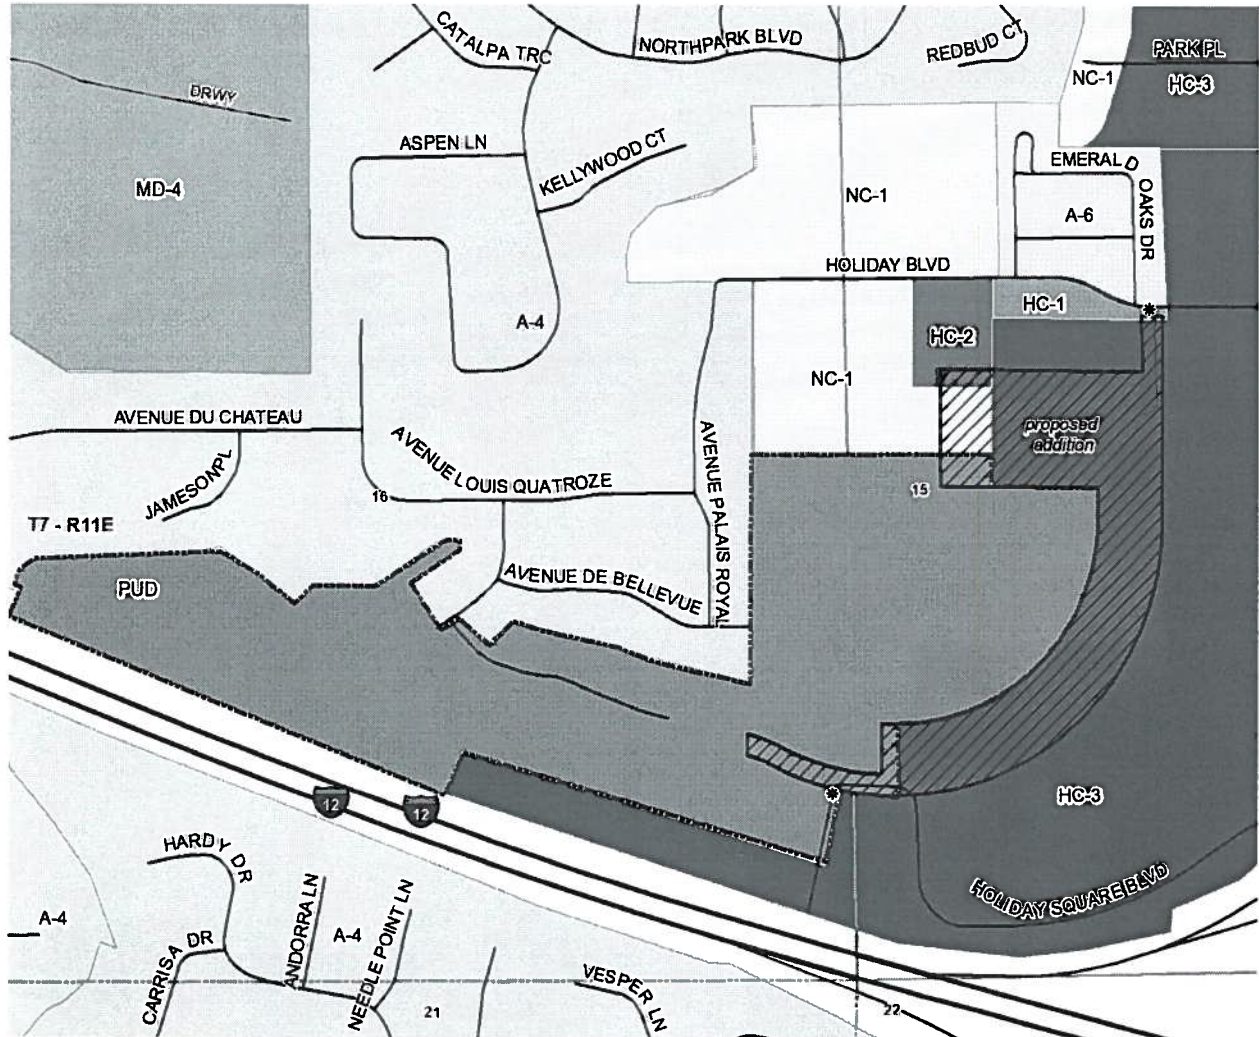 CATALPA TRC
NORTHPARK BLVD
REDBUD CT
PARK PL
NC-1
HC-3
DRWY
ASPEN LN
KELLYWOOD CT
EMERALD OAKS DR
MD-4
NC-1
A-6
HOLIDAY BLVD
A-4
HC-1
HC-2
NC-1
AVENUE DU CHATEAU
proposed
addition
AVENUE LOUIS QUATROZE
AVENUE PALAIS ROYAL
JAMESON PL
16
15
T7 - R11E
PUD
AVENUE DE BELLEVUE
12
12
HC-3
HARDY DR
HOLIDAY SQUARE BLVD
A-4
ANDORRA LN
A-4
NEEDLE POINT LN
CARRISA DR
VESPER LN
21
22